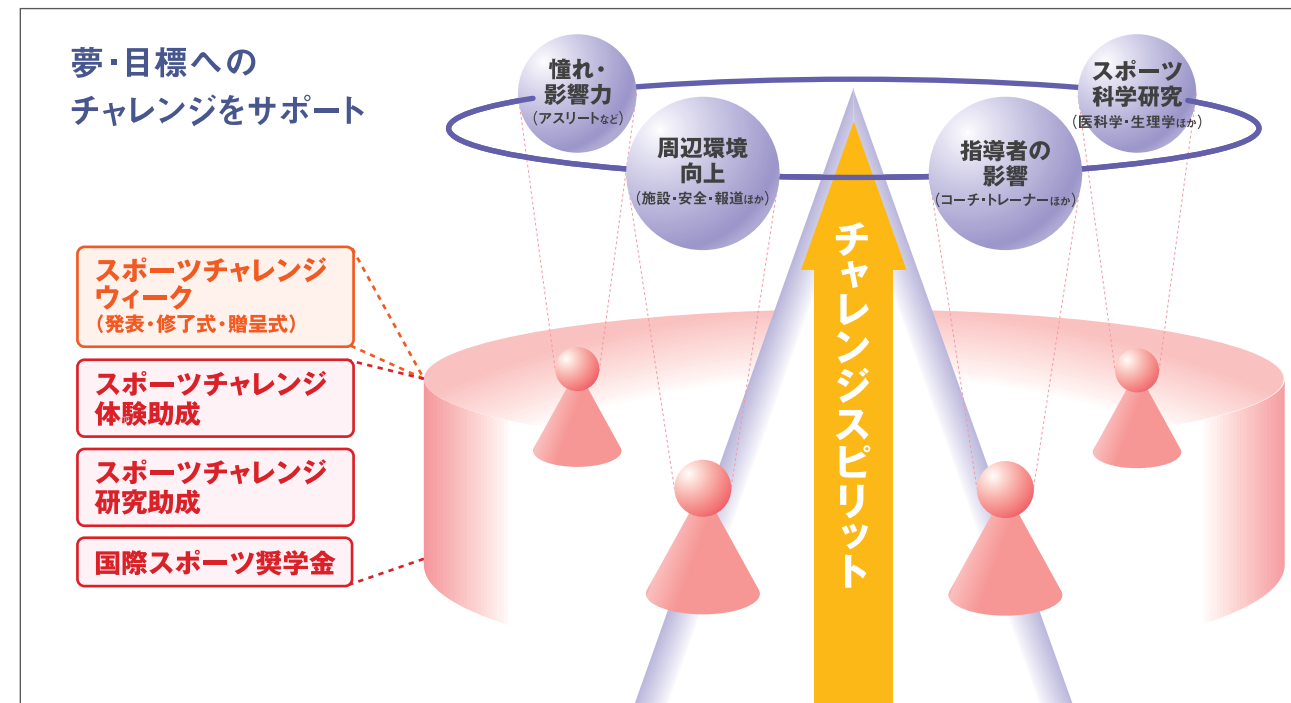 夢・目標への
チャレンジをサポート
憧れ・
影響力
（アスリートなど）
周辺環境
向上
（施設・安全・報道ほか）
指導者の
影響
（コーチ・トレーナーほか）
スポーツ
科学研究
（医科学・生理学ほか）
チャレンジスピリット
スポーツチャレンジ
ウィーク
（発表・修了式・贈呈式）
スポーツチャレンジ
体験助成
スポーツチャレンジ
研究助成
国際スポーツ奨学金